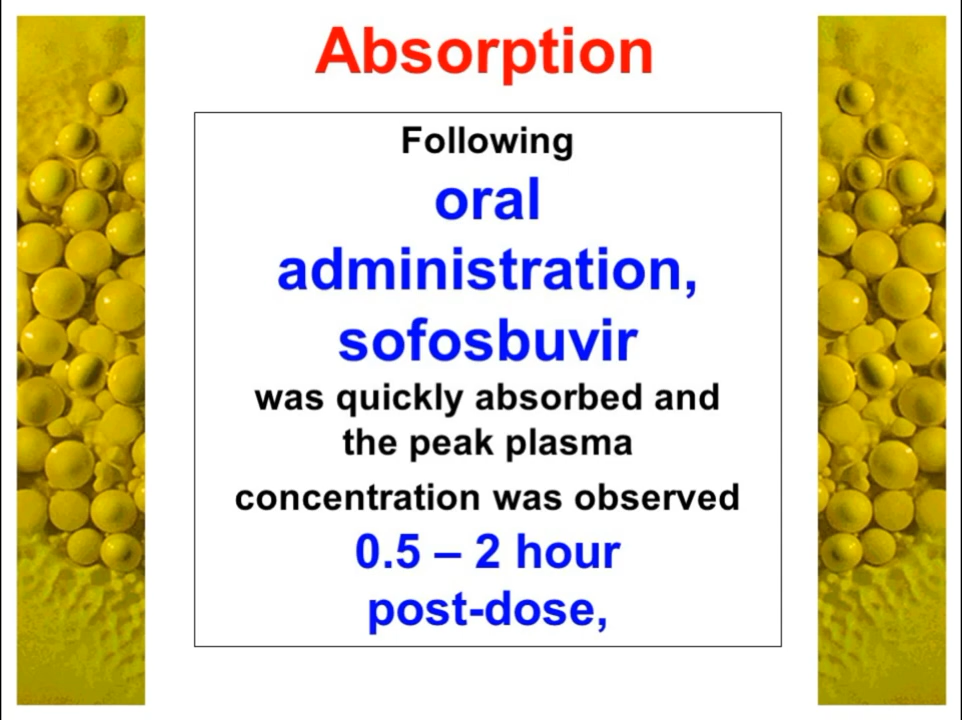 Absorption
Following
oral
administration,
sofosbuvir
was quickly absorbed and
the peak plasma
concentration was observed
0.5 – 2 hour
post-dose,